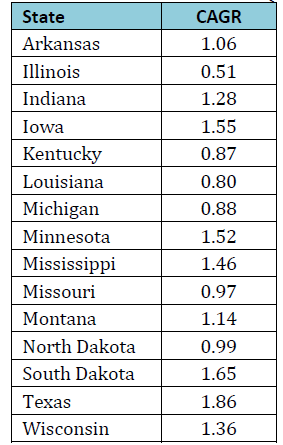 State CAGR
Arkansas 1.06
Illinois 0.51
Indiana 1.28
Iowa 1.55
Kentucky 0.87
Louisiana 0.80
Michigan 0.88
Minnesota 1.52
Mississippi 1.46
Missouri 0.97
Montana 1.14
North Dakota 0.99
South Dakota 1.65
Texas 1.86
Wisconsin 1.36